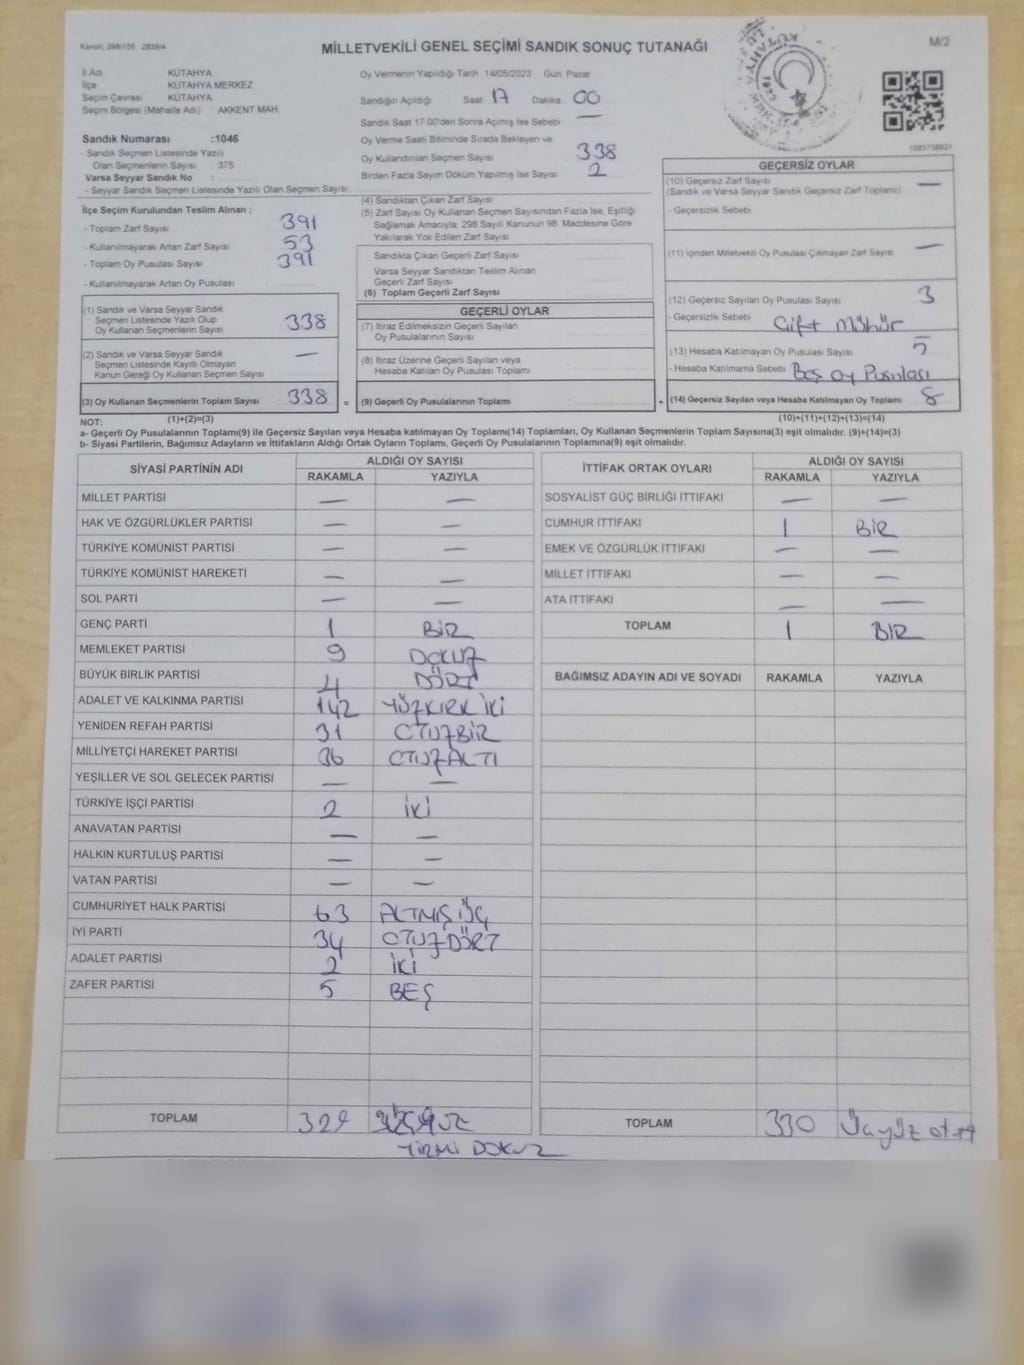 Kanun: 298/105 2839/4
MİLLETVEKİLİ GENEL SEÇİMİ SANDIK SONUÇ TUTANAĞI
M/2
İl Adı KÜTAHYA
İlçe KÜTAHYA MERKEZ
Seçim Çevresi KÜTAHYA
Seçim Bölgesi (Mahalle Adı) AKKENT MAH.
Sandık Numarası :1046
- Sandık Seçmen Listesinde Yazılı
Olan Seçmenlerin Sayısı : 375
Varsa Seyyar Sandık No :
- Seyyar Sandık Seçmen Listesinde Yazılı Olan Seçmen Sayısı:
Oy Vermenin Yapıldığı Tarih 14/05/2023 Gün: Pazar
Sandığın Açıldığı Saat 17 Dakika 00
Sandık Saat 17:00'den Sonra Açımış İse Sebebi —
Oy Verme Saati Bitiminde Sırada Bekleyen ve
Oy Kullandırılan Seçmen Sayısı 338
Birden Fazla Sayım Döküm Yapılmış İse Sayısı 2
İlçe Seçim Kurulundan Teslim Alınan ;
- Toplam Zarf Sayısı 391
- Kullanılmayarak Artan Zarf Sayısı 53
- Toplam Oy Pusulası Sayısı 391
- Kullanılmayarak Artan Oy Pusulası
(4) Sandıktan Çıkan Zarf Sayısı
(5) Zarf Sayısı Oy Kullanan Seçmen Sayısından Fazla İse, Eşitliği
Sağlamak Amacıyla, 298 Sayılı Kanunun 98. Maddesine Göre
Yakılarak Yok Edilen Zarf Sayısı
Sandıkta Çıkan Geçerli Zarf Sayısı
Varsa Seyyar Sandıktan Teslim Alınan
Geçerli Zarf Sayısı
(6) Toplam Geçerli Zarf Sayısı
GEÇERSİZ OYLAR
(10) Geçersiz Zarf Sayısı —
(Sandık ve Varsa Seyyar Sandık Geçersiz Zarf Toplamı)
- Geçersizlik Sebebi
(11) İçinden Milletvekili Oy Pusulası Çıkmayan Zarf Sayısı —
(12) Geçersiz Sayılan Oy Pusulası Sayısı 3
- Geçersizlik Sebebi Çift Mühür
(13) Hesaba Katılmayan Oy Pusulası Sayısı 5
- Hesaba Katılmama Sebebi Boş Oy Pusulası
(14) Geçersiz Sayılan veya Hesaba Katılmayan Oy Toplamı 8
(10)+(11)+(12)+(13)=(14)
(1) Sandık ve Varsa Seyyar Sandık
Seçmen Listesinde Yazılı Olup
Oy Kullanan Seçmenlerin Sayısı 338
(2) Sandık ve Varsa Seyyar Sandık
Seçmen Listesinde Kayıtlı Olmayan
Kanun Gereği Oy Kullanan Seçmen Sayısı —
(3) Oy Kullanan Seçmenlerin Toplam Sayısı 338 =
(1)+(2)=(3)
GEÇERLİ OYLAR
(7) İtiraz Edilmeksizin Geçerli Sayılan
Oy Pusulalarının Sayısı
(8) İtiraz Üzerine Geçerli Sayılan veya
Hesaba Katılan Oy Pusulası Toplamı
(9) Geçerli Oy Pusulalarının Toplamı +
NOT:
a- Geçerli Oy Pusulalarının Toplamı(9) ile Geçersiz Sayılan veya Hesaba katılmayan Oy Toplamı(14) Toplamları, Oy Kullanan Seçmenlerin Toplam Sayısına(3) eşit olmalıdır. (9)+(14)=(3)
b- Siyasi Partilerin, Bağımsız Adayların ve İttifakların Aldığı Ortak Oyların Toplamı, Geçerli Oy Pusulalarının Toplamına(9) eşit olmalıdır.
SİYASİ PARTİNİN ADI ALDIĞI OY SAYISI
RAKAMLA YAZIYLA
MİLLET PARTİSİ — —
HAK VE ÖZGÜRLÜKLER PARTİSİ — —
TÜRKİYE KOMÜNİST PARTİSİ — —
TÜRKİYE KOMÜNİST HAREKETİ — —
SOL PARTİ — —
GENÇ PARTİ 1 BİR
MEMLEKET PARTİSİ 9 DOKUZ
BÜYÜK BİRLİK PARTİSİ 4 DÖRT
ADALET VE KALKINMA PARTİSİ 142 YÜZKIRK İKİ
YENİDEN REFAH PARTİSİ 31 OTUZBİR
MİLLİYETÇİ HAREKET PARTİSİ 36 OTUZALTI
YEŞİLLER VE SOL GELECEK PARTİSİ — —
TÜRKİYE İŞÇİ PARTİSİ 2 İKİ
ANAVATAN PARTİSİ — —
HALKIN KURTULUŞ PARTİSİ — —
VATAN PARTİSİ — —
CUMHURİYET HALK PARTİSİ 63 ALTMIŞ ÜÇ
İYİ PARTİ 34 OTUZDÖRT
ADALET PARTİSİ 2 İKİ
ZAFER PARTİSİ 5 BEŞ
TOPLAM 329
YİRMİ DOKUZ
İTTİFAK ORTAK OYLARI ALDIĞI OY SAYISI
RAKAMLA YAZIYLA
SOSYALİST GÜÇ BİRLİĞİ İTTİFAKI — —
CUMHUR İTTİFAKI 1 BİR
EMEK VE ÖZGÜRLÜK İTTİFAKI — —
MİLLET İTTİFAKI — —
ATA İTTİFAKI — —
TOPLAM 1 BİR
BAĞIMSIZ ADAYIN ADI VE SOYADI RAKAMLA YAZIYLA
TOPLAM 330 Üçyüz otuz